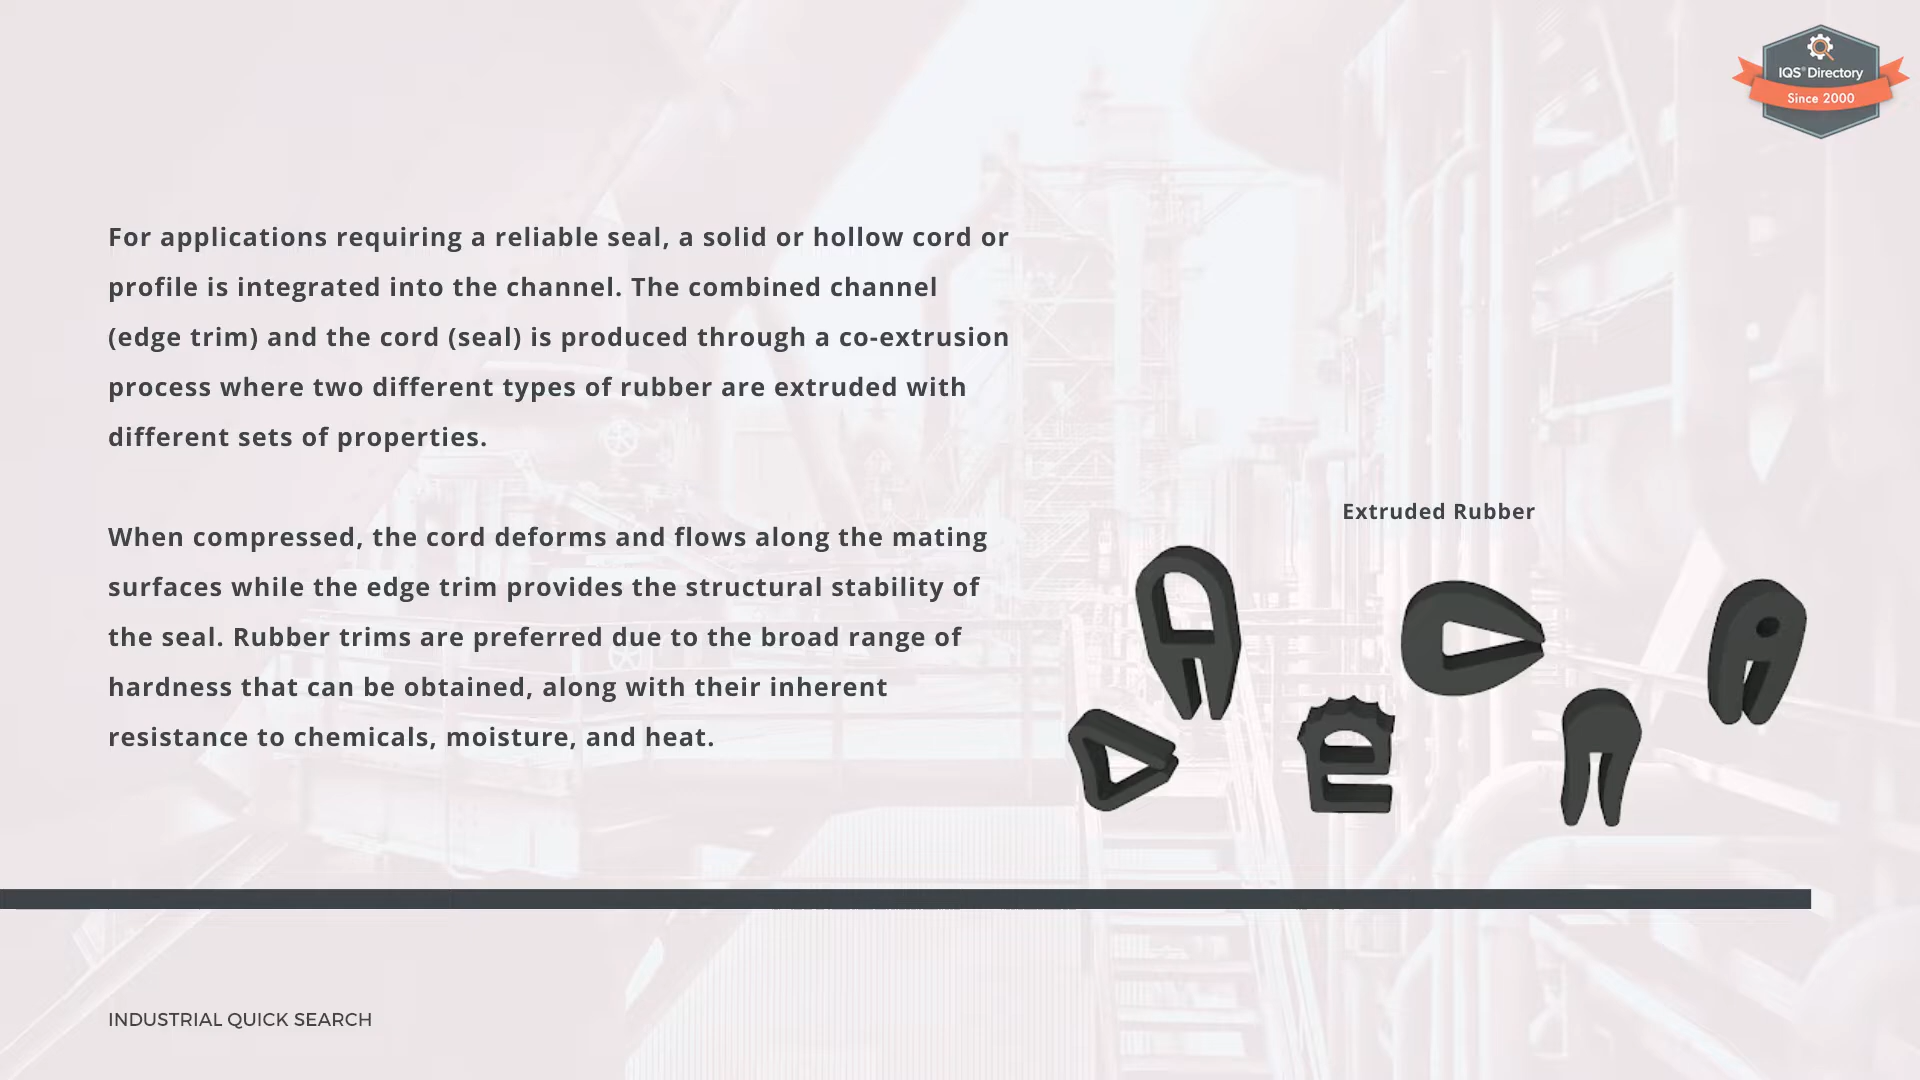 IQS® Directory
Since 2000
For applications requiring a reliable seal, a solid or hollow cord or
profile is integrated into the channel. The combined channel
(edge trim) and the cord (seal) is produced through a co-extrusion
process where two different types of rubber are extruded with
different sets of properties.
When compressed, the cord deforms and flows along the mating
surfaces while the edge trim provides the structural stability of
the seal. Rubber trims are preferred due to the broad range of
hardness that can be obtained, along with their inherent
resistance to chemicals, moisture, and heat.
Extruded Rubber
INDUSTRIAL QUICK SEARCH